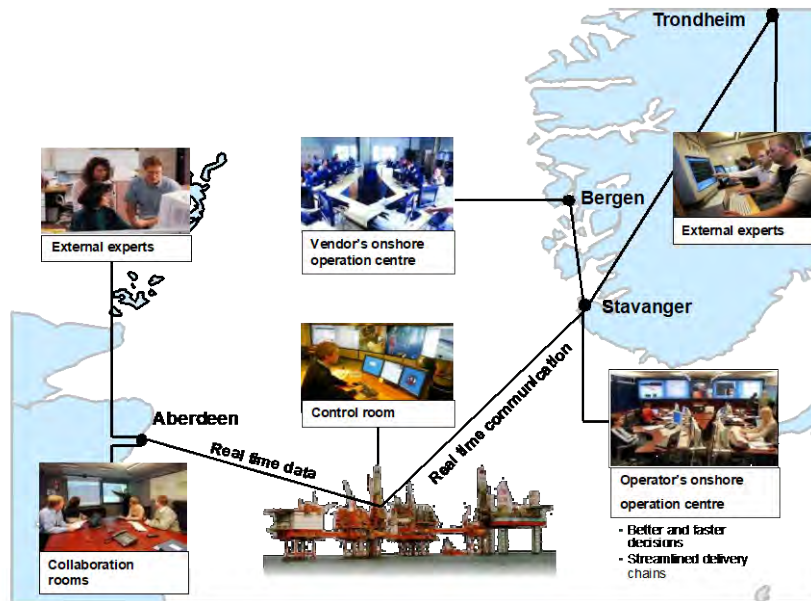 Trondheim
External experts
Vendor's onshore
operation centre
Bergen
External experts
Stavanger
Control room
Real time communication
Aberdeen
Real time data
Operator's onshore
operation centre
- Better and faster
decisions
- Streamlined delivery
chains
Collaboration
rooms